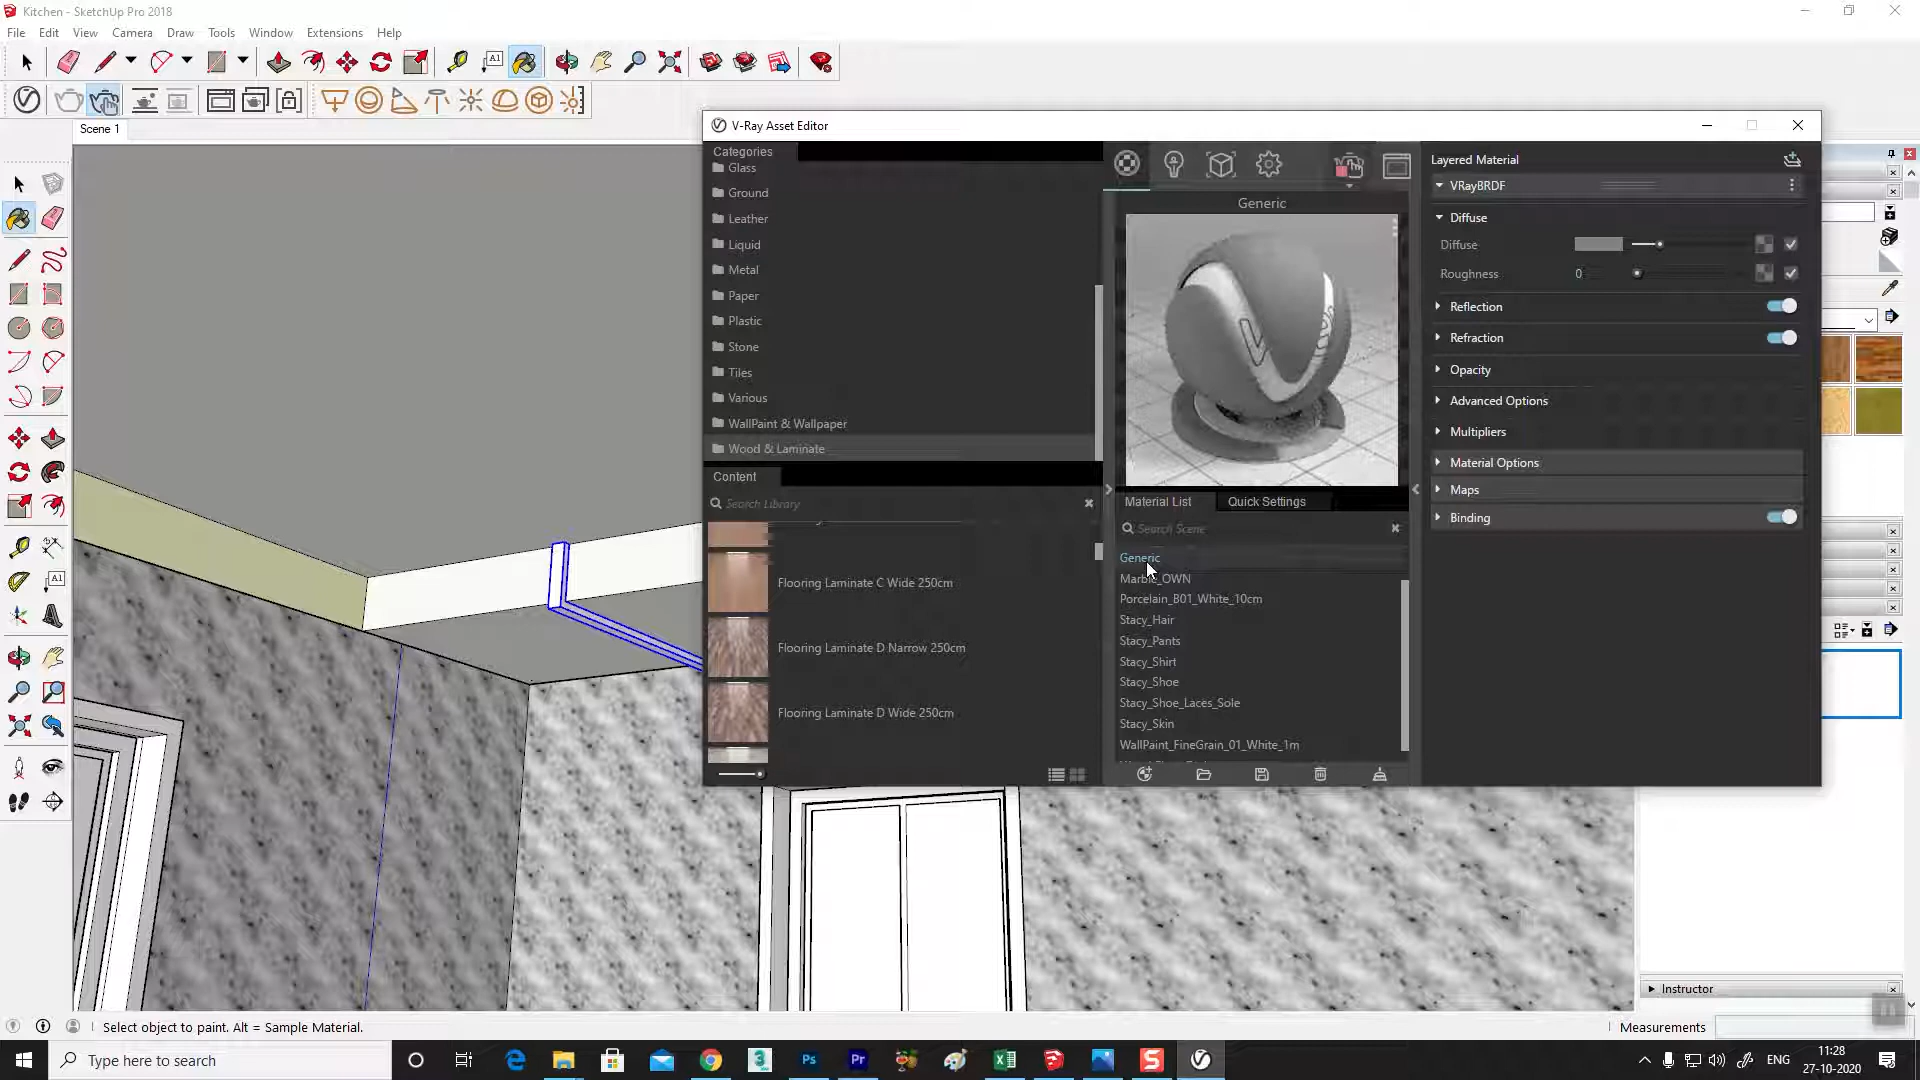 Kitchen - SketchUp Pro 2018
File Edit View Camera Draw Tools Window Extensions Help
Scene 1
V-Ray Asset Editor
Categories
Glass
Ground
Leather
Liquid
Metal
Paper
Plastic
Stone
Tiles
Various
WallPaint & Wallpaper
Wood & Laminate
Content
Search Library
Flooring Laminate C Wide 250cm
Flooring Laminate D Narrow 250cm
Flooring Laminate D Wide 250cm
Generic
Material List Quick Settings
Search Scene
Generic
Marble_OWN
Porcelain_B01_White_10cm
Stacy_Hair
Stacy_Pants
Stacy_Shirt
Stacy_Shoe
Stacy_Shoe_Laces_Sole
Stacy_Skin
WallPaint_FineGrain_01_White_1m
Layered Material
VRayBRDF
Diffuse
Diffuse
Roughness 0
Reflection
Refraction
Opacity
Advanced Options
Multipliers
Material Options
Maps
Binding
Instructor
Select object to paint. Alt = Sample Material.
Measurements
Type here to search
ENG
11:28
27-10-2020